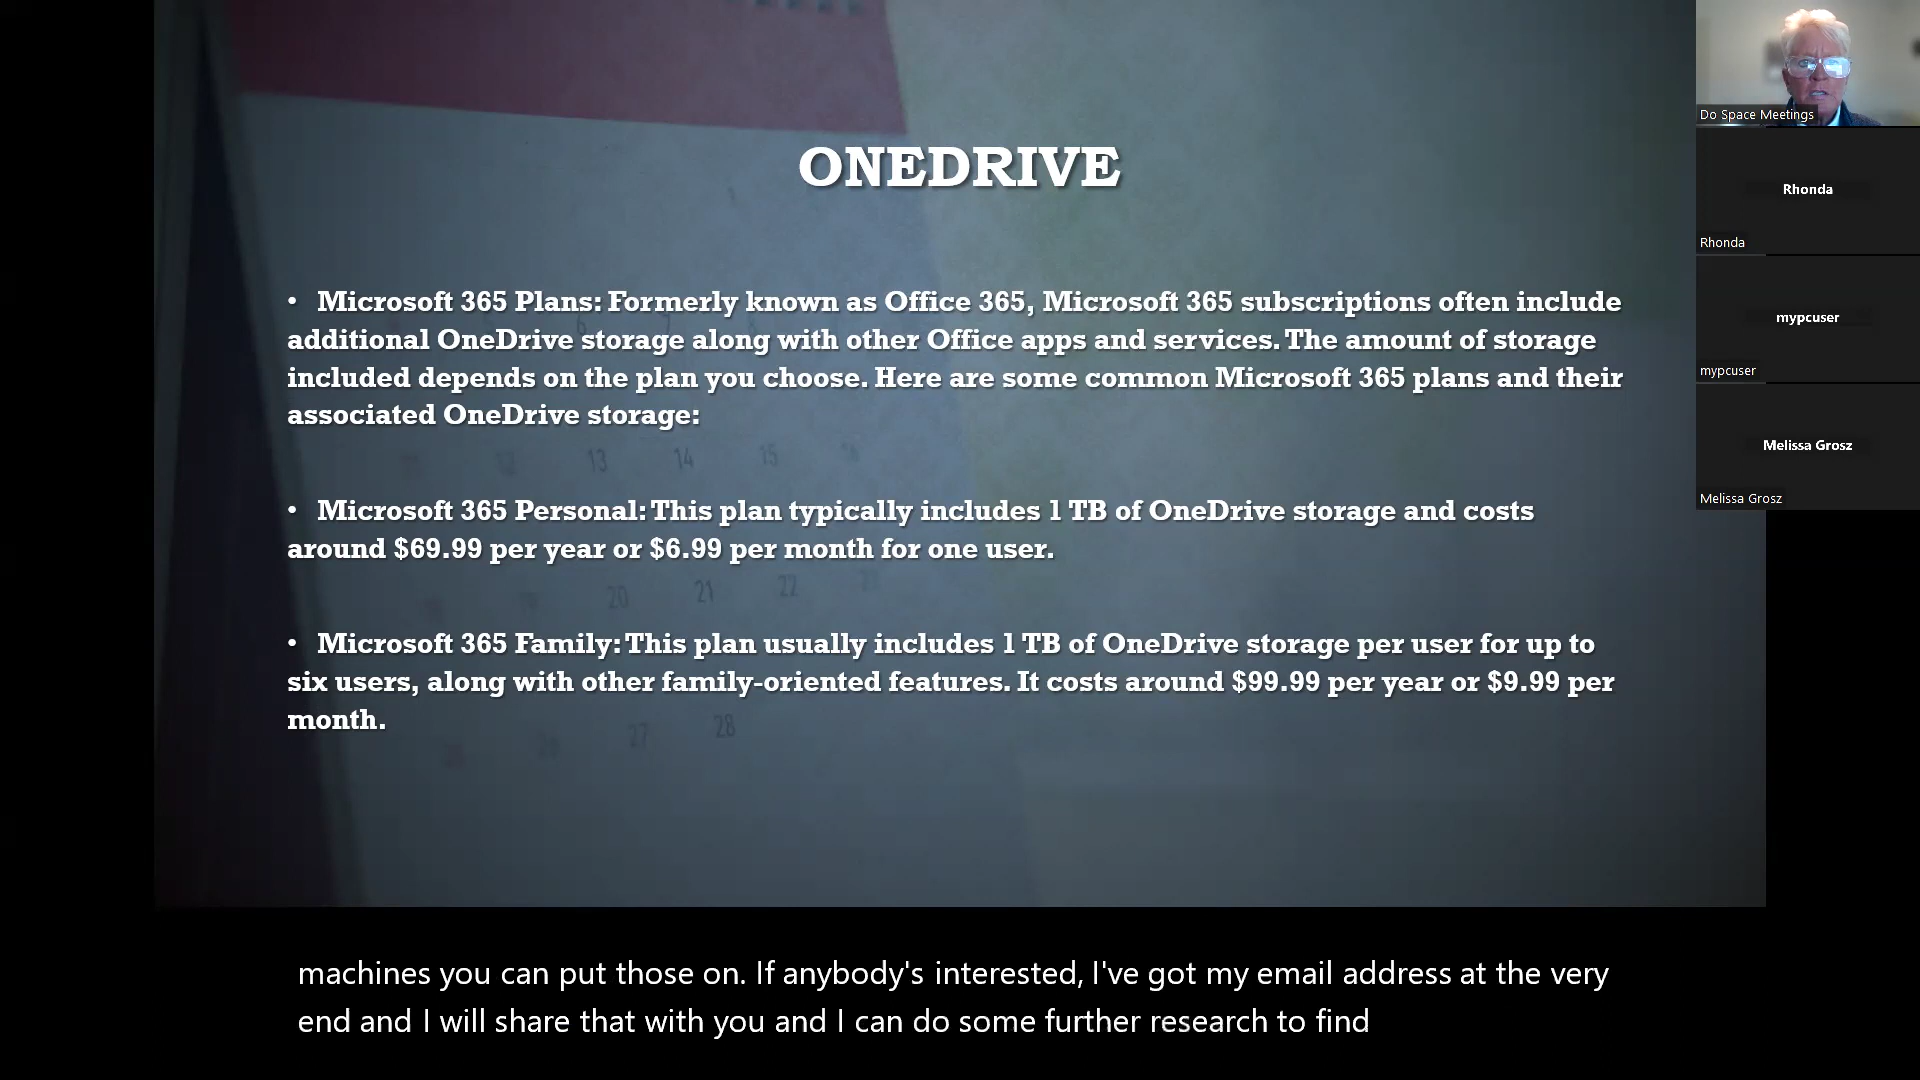 ONEDRIVE
• Microsoft 365 Plans: Formerly known as Office 365, Microsoft 365 subscriptions often include
additional OneDrive storage along with other Office apps and services. The amount of storage
included depends on the plan you choose. Here are some common Microsoft 365 plans and their
associated OneDrive storage:
13 14 15
• Microsoft 365 Personal: This plan typically includes 1 TB of OneDrive storage and costs
around $69.99 per year or $6.99 per month for one user.
20 21 22
• Microsoft 365 Family: This plan usually includes 1 TB of OneDrive storage per user for up to
six users, along with other family-oriented features. It costs around $99.99 per year or $9.99 per
month.
27 28
Do Space Meetings
Rhonda
Rhonda
mypcuser
mypcuser
Melissa Grosz
Melissa Grosz
machines you can put those on. If anybody's interested, I've got my email address at the very
end and I will share that with you and I can do some further research to find